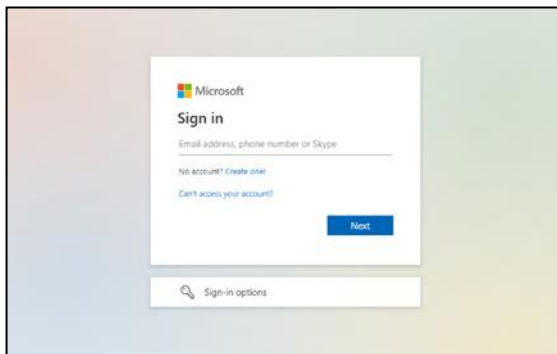 Microsoft
Sign in
Email address, phone number or Skype
No account? Create one!
Can't access your account?
Next
Sign-in options